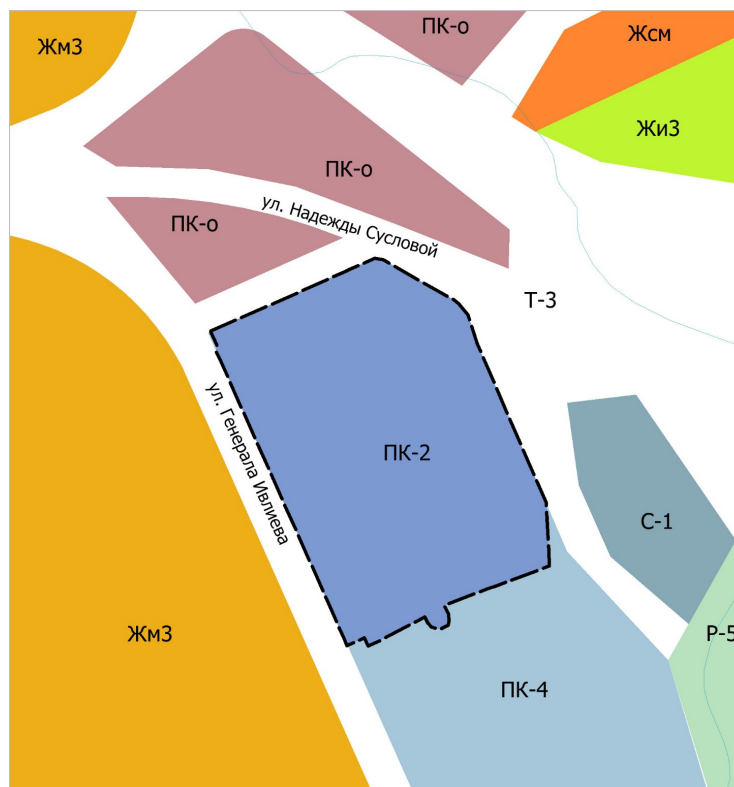 ПК-о
Жсм
Жм3
Жи3
ПК-о
ПК-о
ул. Надежды Сусловой
Т-3
ПК-2
ул. Генерала Ивлиева
С-1
Жм3
Р-5
ПК-4